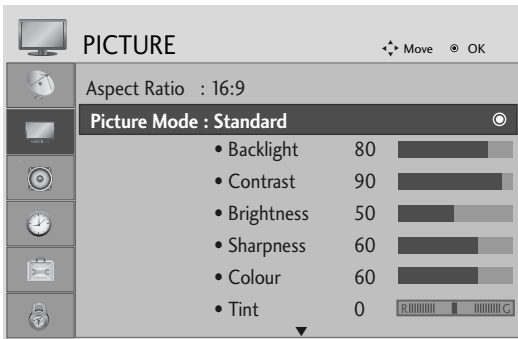 PICTURE Move OK
Aspect Ratio : 16:9
Picture Mode : Standard
• Backlight 80
• Contrast 90
• Brightness 50
• Sharpness 60
• Colour 60
• Tint 0 R G